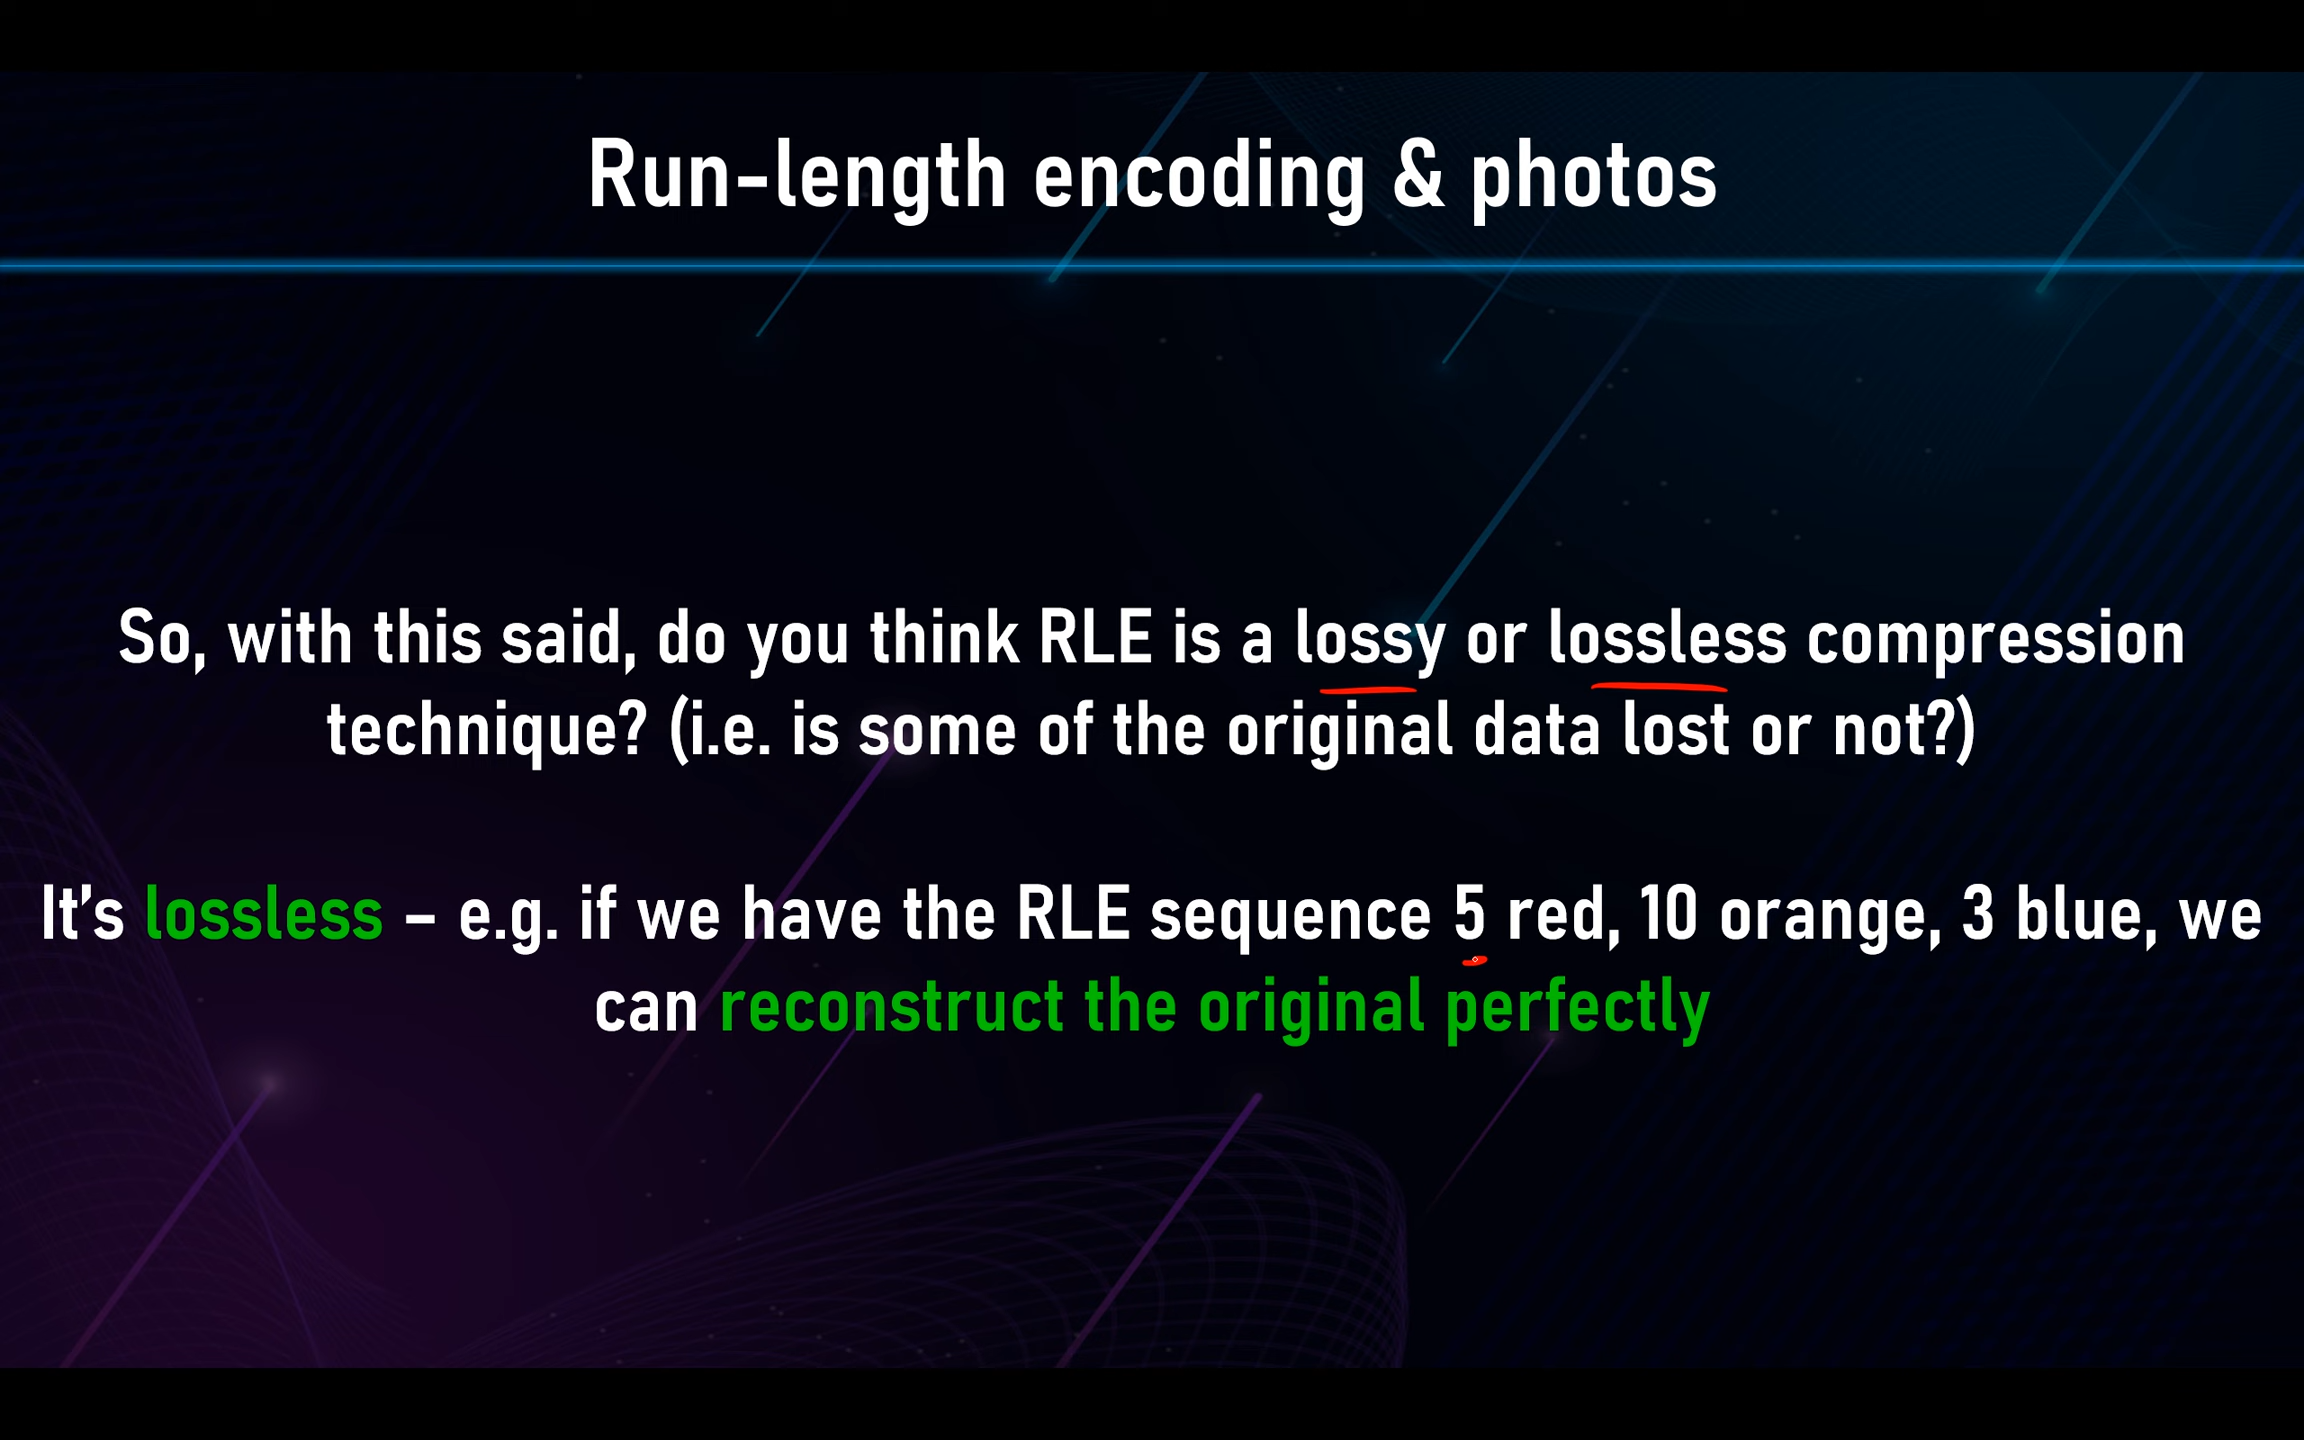 Run-length encoding & photos
So, with this said, do you think RLE is a lossy or lossless compression
technique? (i.e. is some of the original data lost or not?)
It's lossless – e.g. if we have the RLE sequence 5 red, 10 orange, 3 blue, we
can reconstruct the original perfectly